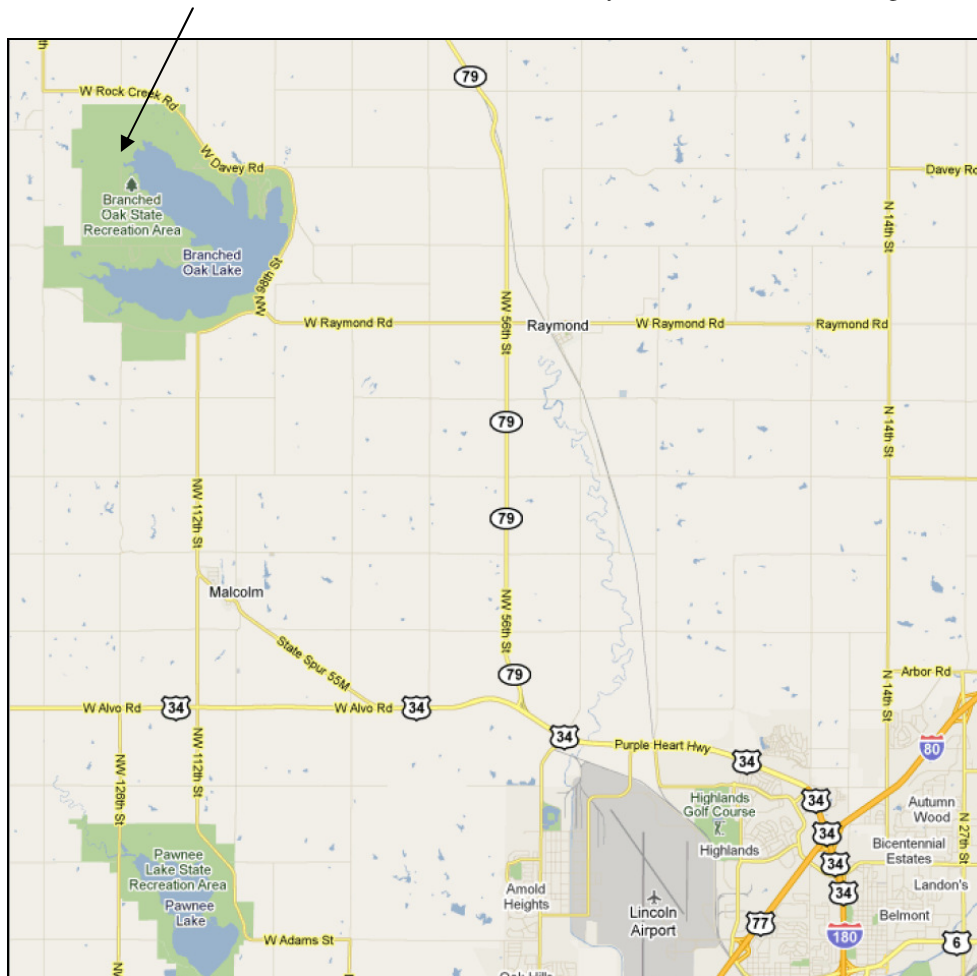 79
W Rock Creek Rd
W Davey Rd
Davey Rd
Branched
Oak State
Recreation Area
N 14th St
Branched
Oak Lake
NW 98th St
W Raymond Rd
NW 56th St
Raymond
W Raymond Rd
Raymond Rd
79
N 14th St
79
NW 112th St
Malcolm
NW 56th St
State Spur 55M
79
Arbor Rd
N 14th St
W Alvo Rd
34
W Alvo Rd
34
34
Purple Heart Hwy
34
80
NW 126th St
NW 112th St
34
Highlands
Golf Course
Autumn
Wood
34
Highlands
Bicentennial
Estates
N 27th St
Pawnee
Lake State
Recreation Area
34
Landon's
Arnold
Heights
34
Pawnee
Lake
Lincoln
Airport
77
Belmont
180
6
W Adams St